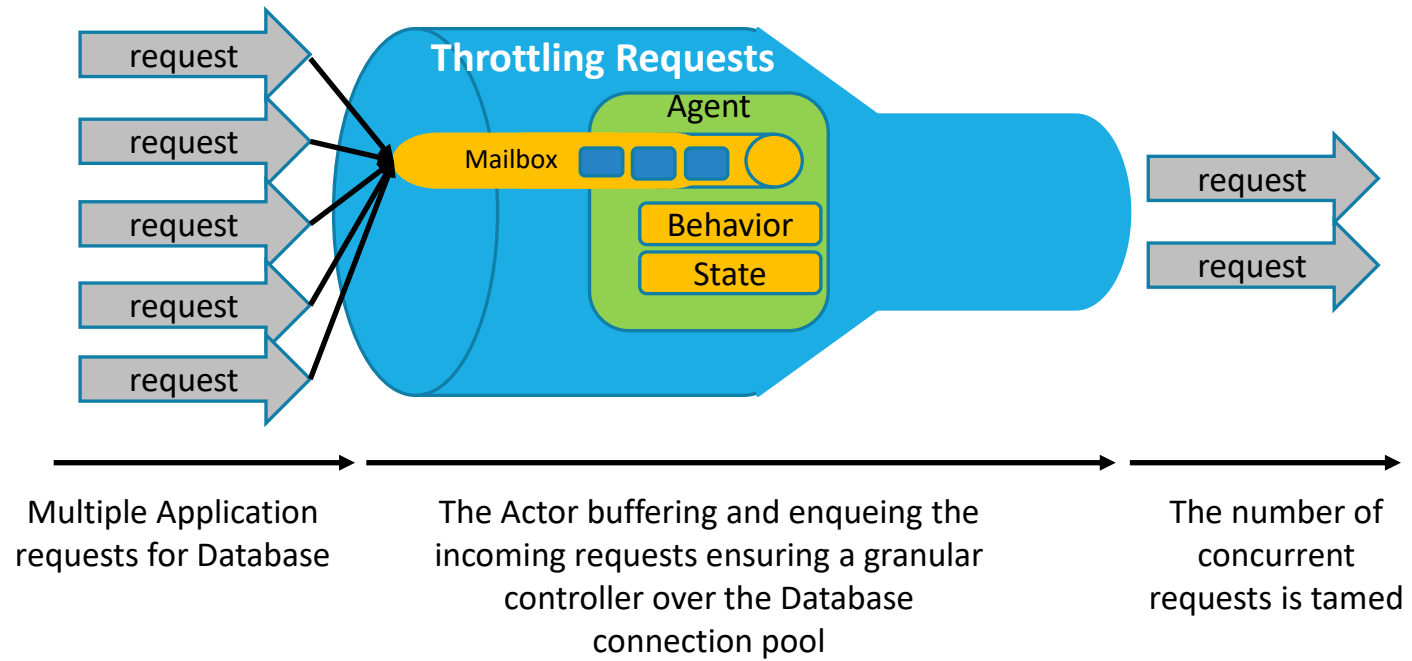 request
request
request
request
request
Throttling Requests
Agent
Mailbox
Behavior
State
request
request
Multiple Application
requests for Database
The Actor buffering and enqueing the
incoming requests ensuring a granular
controller over the Database
connection pool
The number of
concurrent
requests is tamed